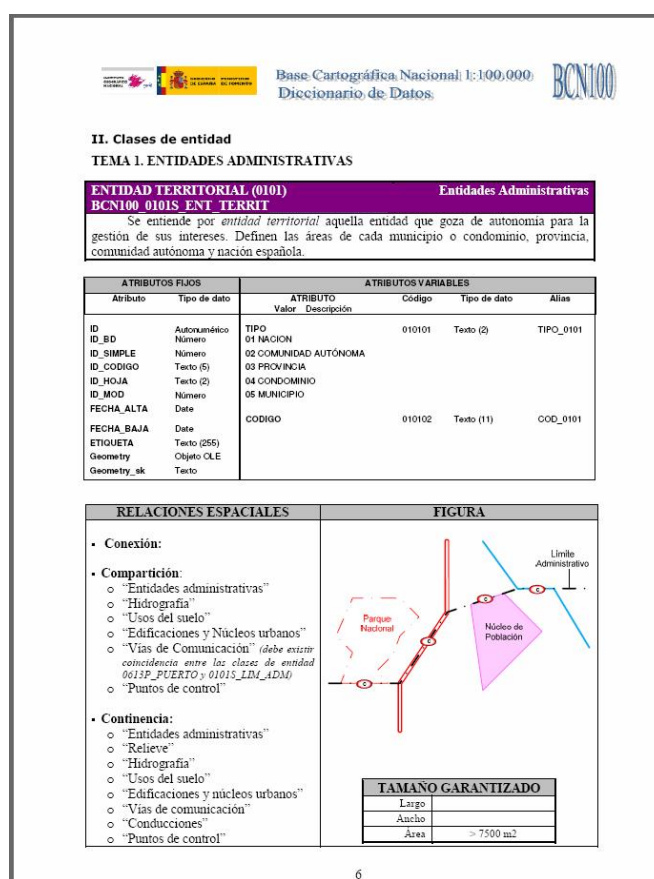 Base Cartográfica Nacional 1:100.000
Diccionario de Datos
BCN100
II. Clases de entidad
TEMA 1. ENTIDADES ADMINISTRATIVAS
ENTIDAD TERRITORIAL (0101) Entidades Administrativas
BCN100_0101S_ENT_TERRIT
Se entiende por entidad territorial aquella entidad que goza de autonomía para la
gestión de sus intereses. Definen las áreas de cada municipio o condominio, provincia,
comunidad autónoma y nación española.
ATRIBUTOS FIJOS ATRIBUTOS VARIABLES
Atributo Tipo de dato ATRIBUTO Código Tipo de dato Alias
Valor Descripción
ID Autonumérico TIPO 010101 Texto (2) TIPO_0101
ID_BD Número 01 NACION
ID_SIMPLE Número 02 COMUNIDAD AUTÓNOMA
ID_CODIGO Texto (5) 03 PROVINCIA
ID_HOJA Texto (2) 04 CONDOMINIO
ID_MOD Número 05 MUNICIPIO
FECHA_ALTA Date
CODIGO 010102 Texto (11) COD_0101
FECHA_BAJA Date
ETIQUETA Texto (255)
Geometry Objeto OLE
Geometry_sk Texto
RELACIONES ESPACIALES FIGURA
▪ Conexión:
▪ Compartición:
o "Entidades administrativas"
o "Hidrografía"
o "Usos del suelo"
o "Edificaciones y Núcleos urbanos"
o "Vías de Comunicación" (debe existir
coincidencia entre las clases de entidad
0613P_PUERTO y 0101S_LIM_ADM)
o "Puntos de control"
▪ Continencia:
o "Entidades administrativas"
o "Relieve"
o "Hidrografía"
o "Usos del suelo"
o "Edificaciones y núcleos urbanos"
o "Vías de comunicación"
o "Conducciones"
o "Puntos de control"
Límite
Administrativo
C
Parque
Nacional
C
Núcleo de
Población
C
TAMAÑO GARANTIZADO
Largo
Ancho
Área > 7500 m2
6